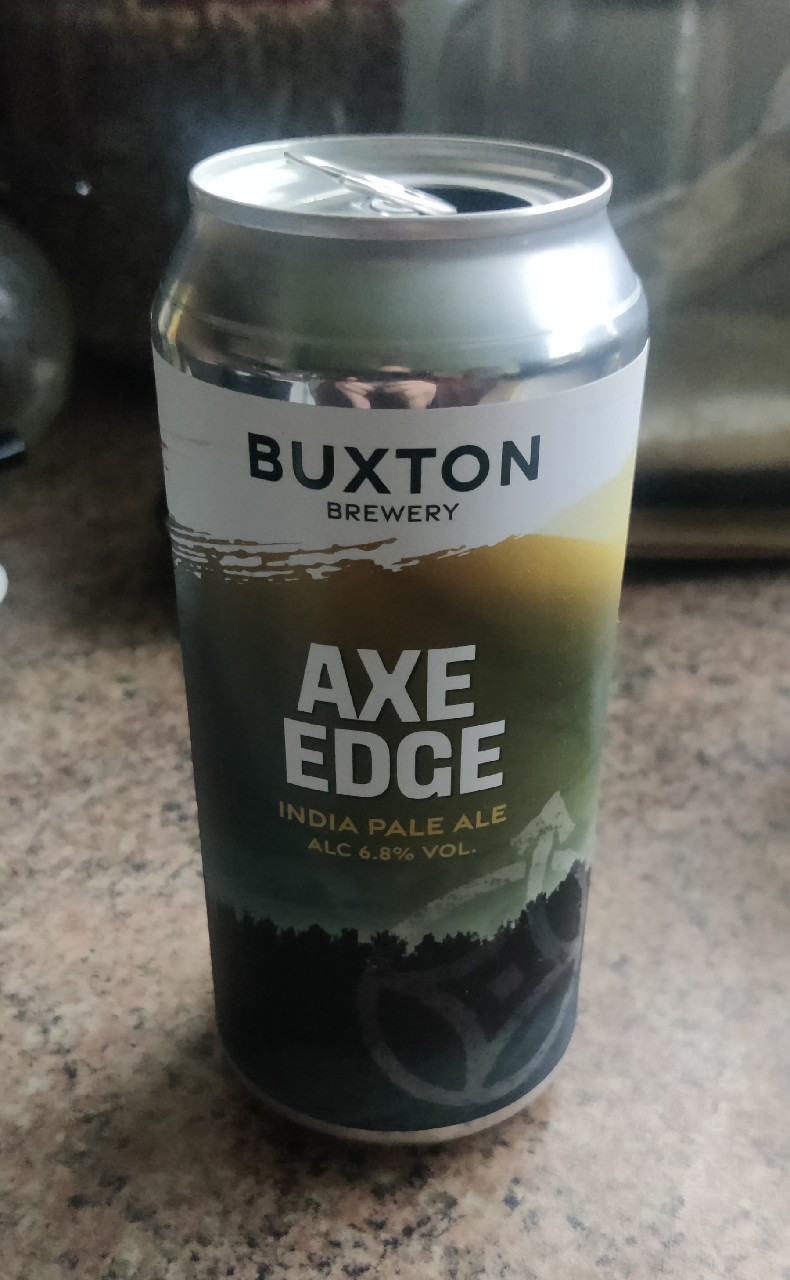 BUXTON
BREWERY
AXE
EDGE
INDIA PALE ALE
ALC 6.8% VOL.